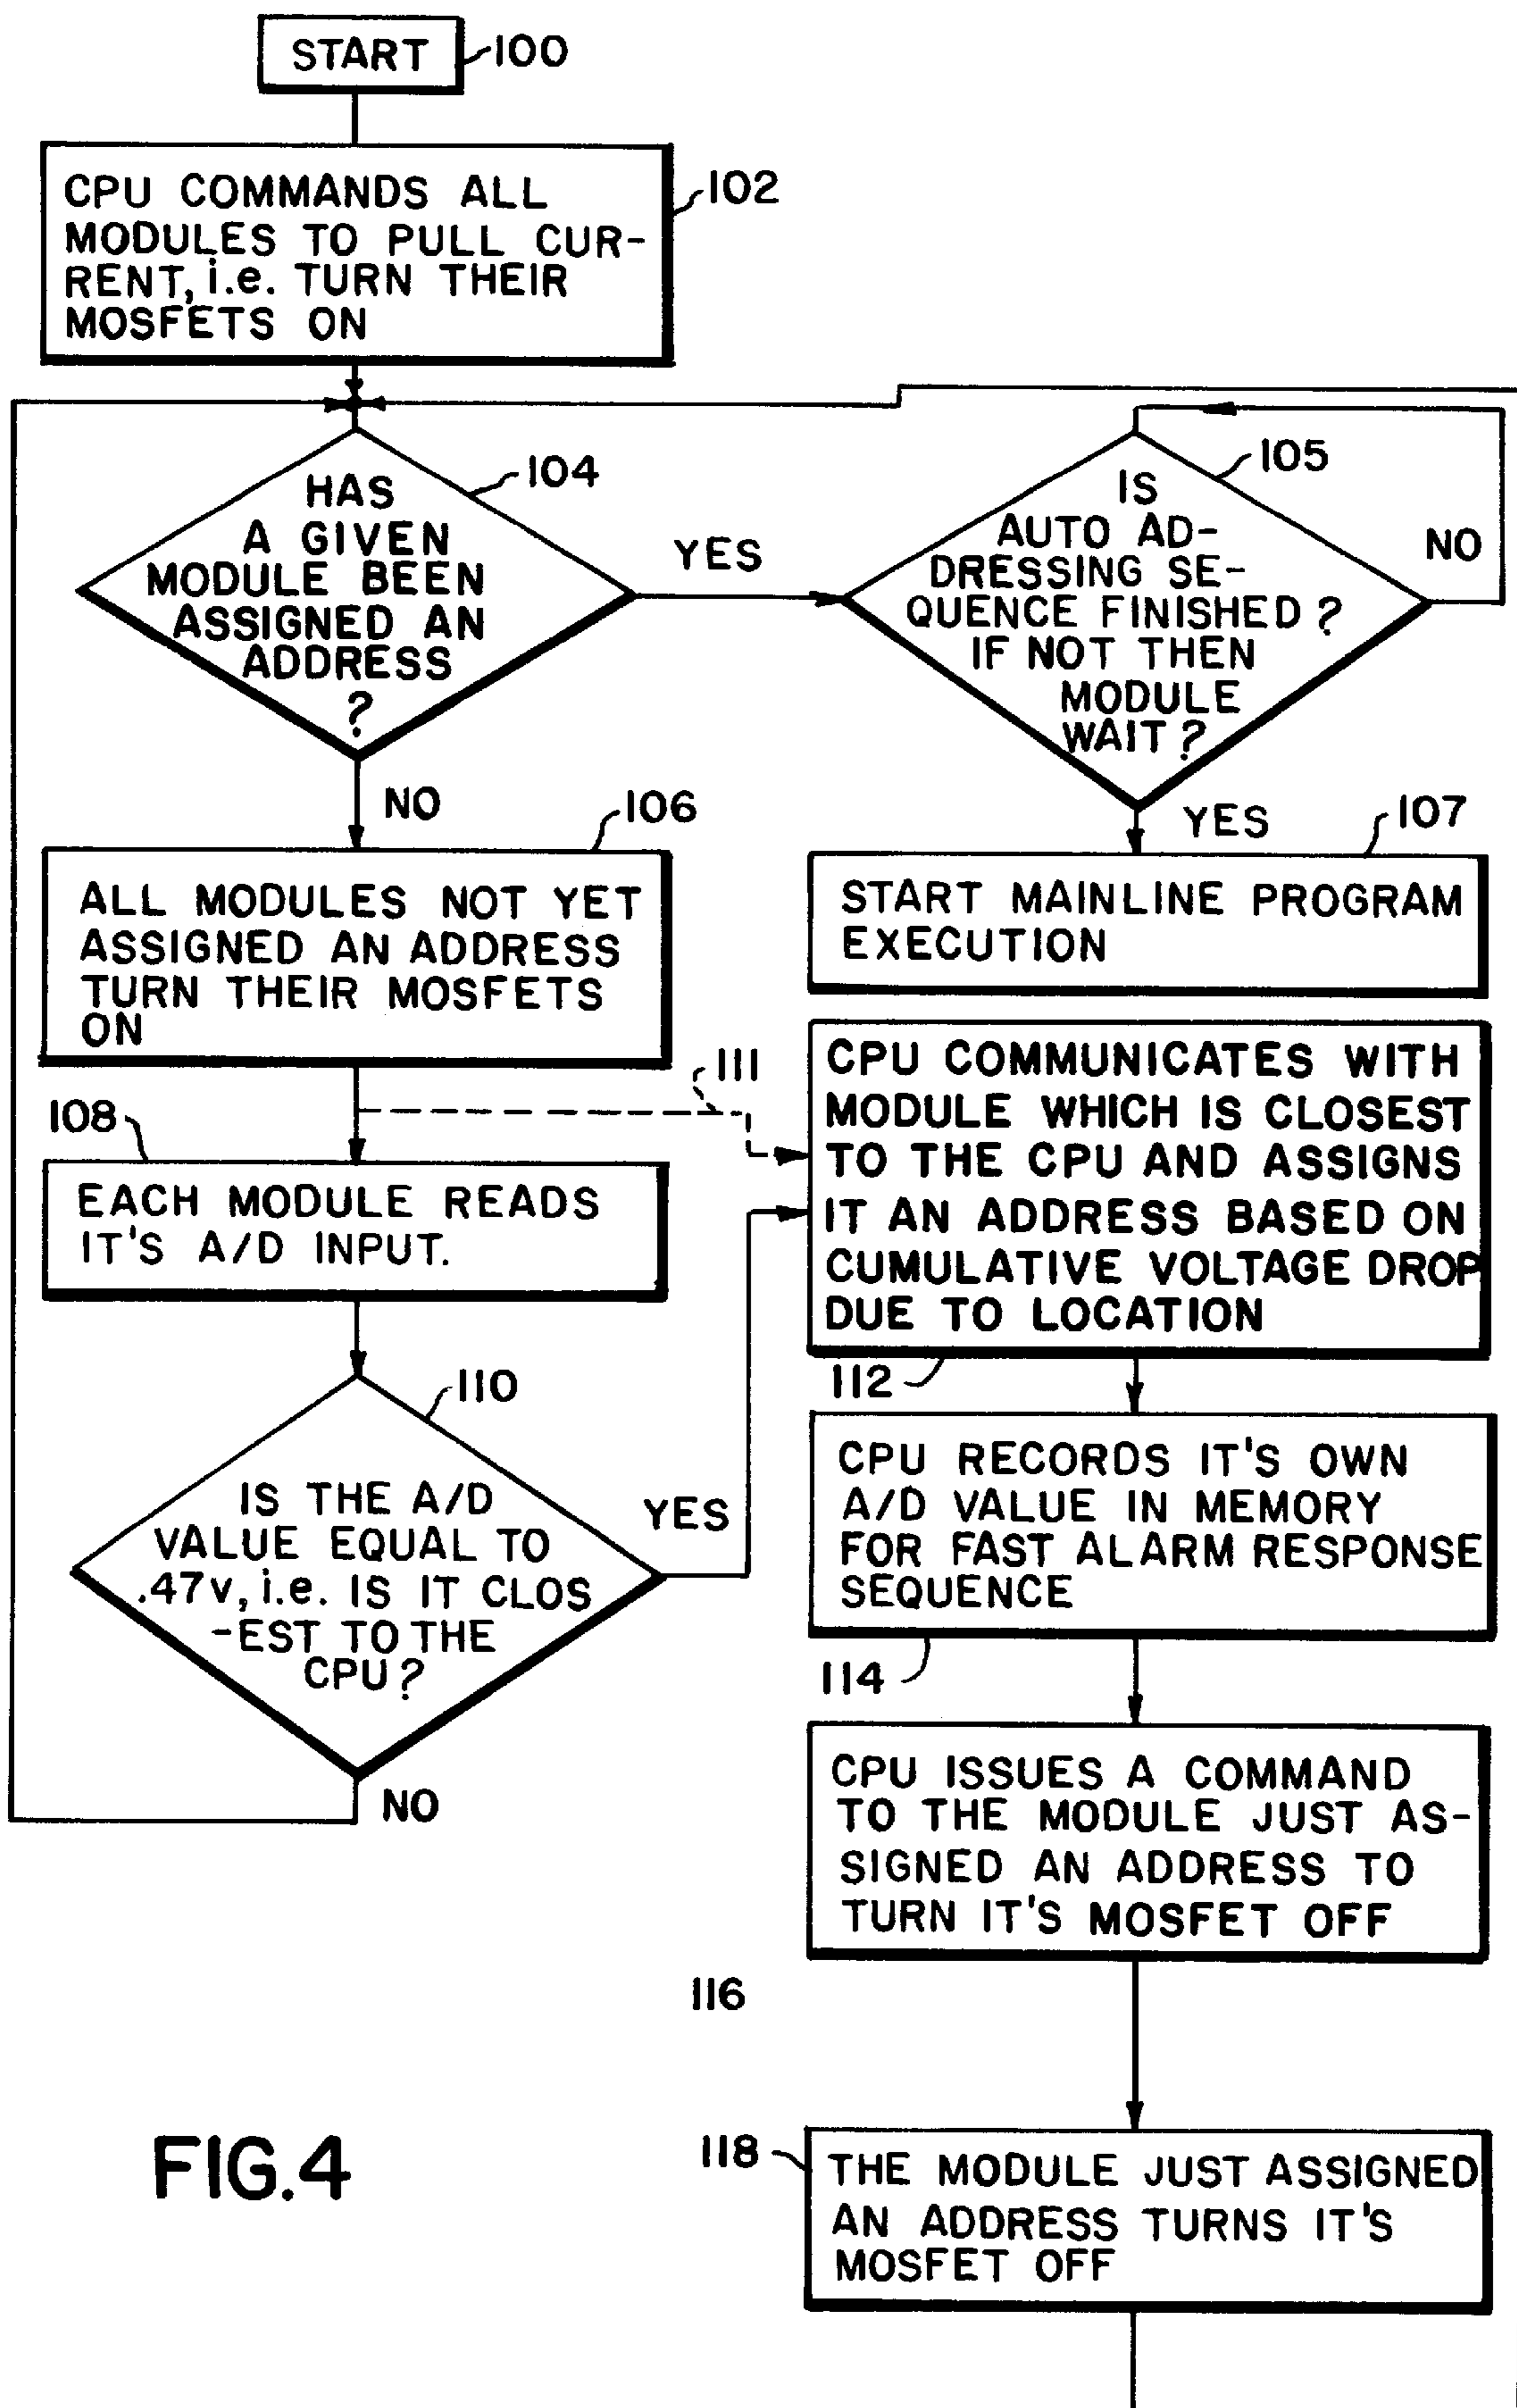 START
100
CPU COMMANDS ALL
MODULES TO PULL CUR-
RENT, i.e. TURN THEIR
MOSFETS ON
102
HAS
A GIVEN
MODULE BEEN
ASSIGNED AN
ADDRESS
?
104
YES
NO
IS
AUTO AD-
DRESSING SE-
QUENCE FINISHED?
IF NOT THEN
MODULE
WAIT?
105
NO
YES
106
ALL MODULES NOT YET
ASSIGNED AN ADDRESS
TURN THEIR MOSFETS
ON
107
START MAINLINE PROGRAM
EXECUTION
111
108
EACH MODULE READS
IT'S A/D INPUT.
CPU COMMUNICATES WITH
MODULE WHICH IS CLOSEST
TO THE CPU AND ASSIGNS
IT AN ADDRESS BASED ON
CUMULATIVE VOLTAGE DROP
DUE TO LOCATION
112
110
IS THE A/D
VALUE EQUAL TO
.47v, i.e. IS IT CLOS
-EST TO THE
CPU?
YES
NO
CPU RECORDS IT'S OWN
A/D VALUE IN MEMORY
FOR FAST ALARM RESPONSE
SEQUENCE
114
CPU ISSUES A COMMAND
TO THE MODULE JUST AS-
SIGNED AN ADDRESS TO
TURN IT'S MOSFET OFF
116
118
THE MODULE JUST ASSIGNED
AN ADDRESS TURNS IT'S
MOSFET OFF
FIG.4